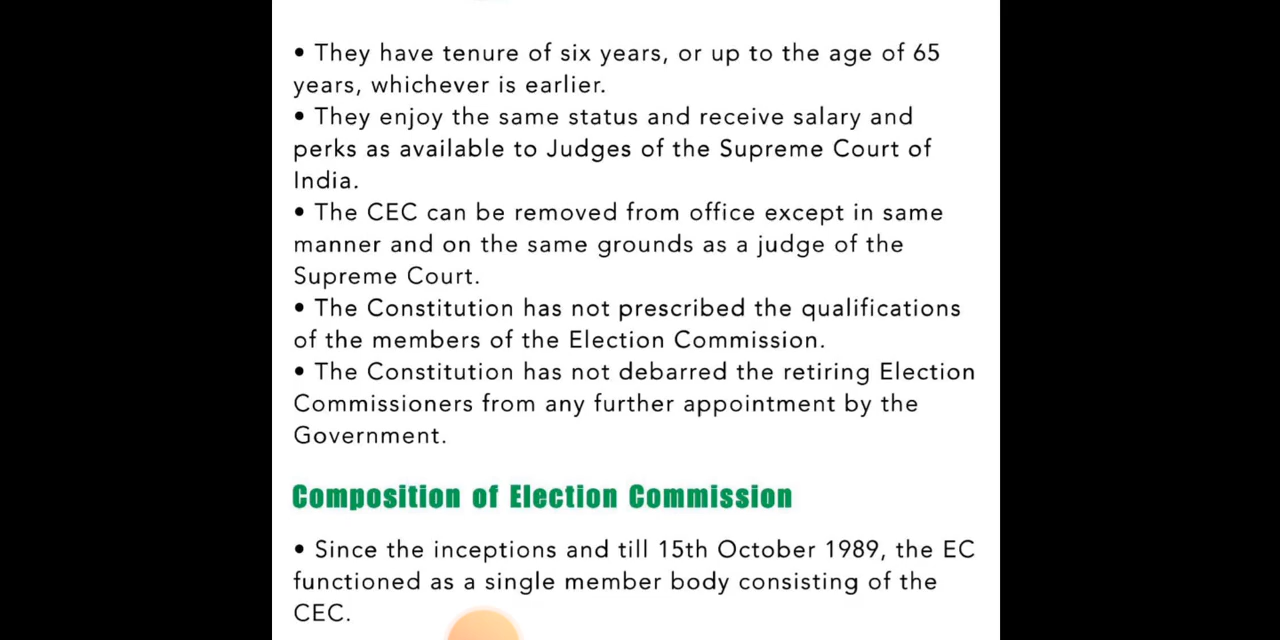 • They have tenure of six years, or up to the age of 65
years, whichever is earlier.
• They enjoy the same status and receive salary and
perks as available to Judges of the Supreme Court of
India.
• The CEC can be removed from office except in same
manner and on the same grounds as a judge of the
Supreme Court.
• The Constitution has not prescribed the qualifications
of the members of the Election Commission.
• The Constitution has not debarred the retiring Election
Commissioners from any further appointment by the
Government.
Composition of Election Commission
• Since the inceptions and till 15th October 1989, the EC
functioned as a single member body consisting of the
CEC.